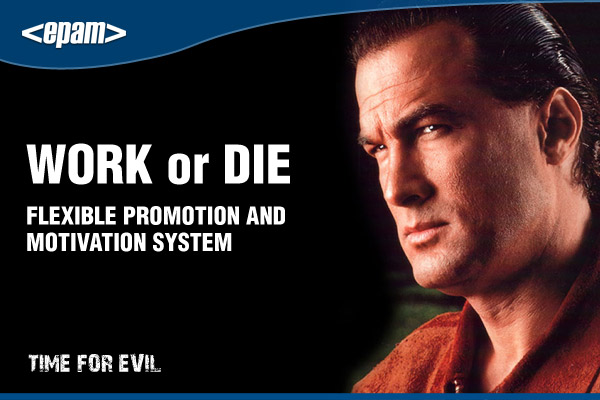 <epam>
WORK or DIE
FLEXIBLE PROMOTION AND
MOTIVATION SYSTEM
TIME FOR EVIL